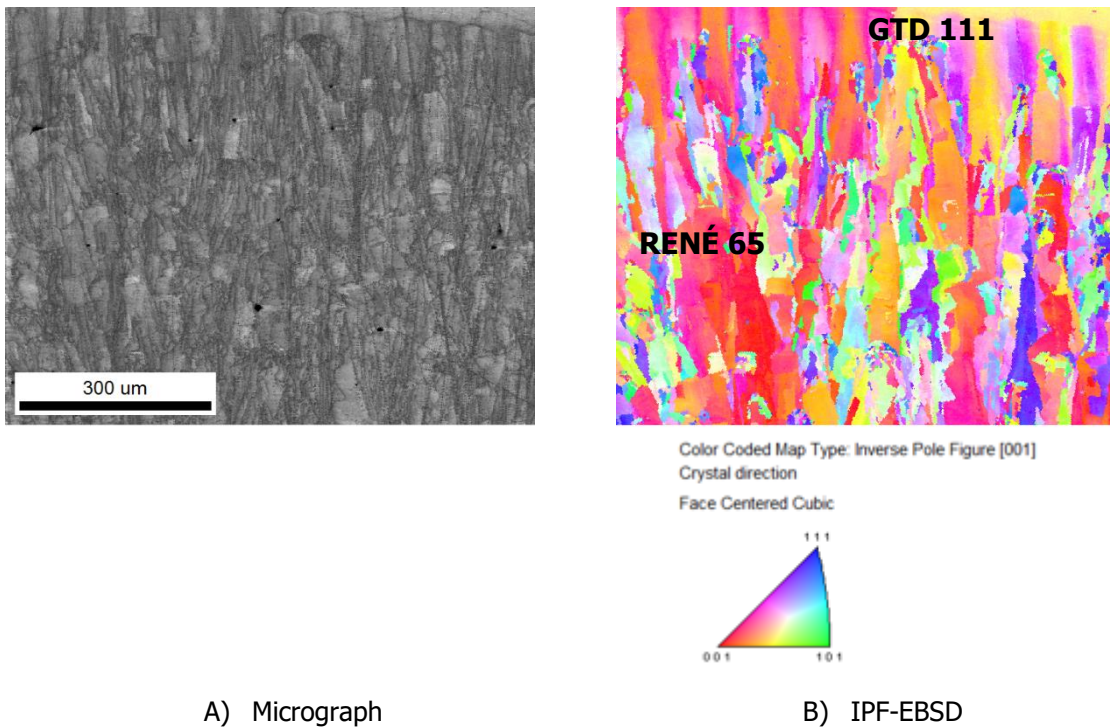 GTD 111
RENÉ 65
300 um
Color Coded Map Type: Inverse Pole Figure [001]
Crystal direction
Face Centered Cubic
1 1 1
0 0 1
1 0 1
A) Micrograph
B) IPF-EBSD